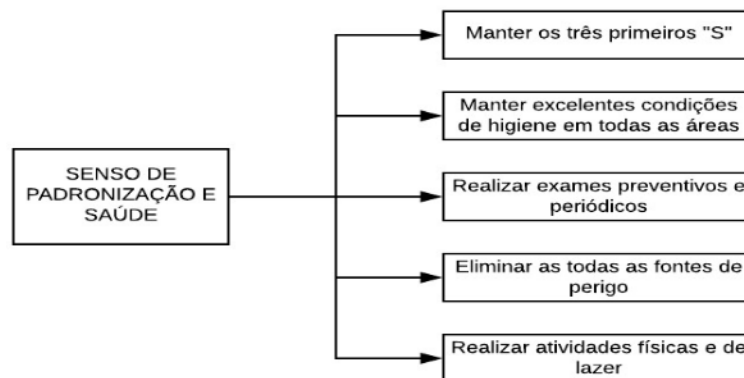 SENSO DE
PADRONIZAÇÃO E
SAÚDE
Manter os três primeiros "S"
Manter excelentes condições
de higiene em todas as áreas
Realizar exames preventivos e
periódicos
Eliminar as todas as fontes de
perigo
Realizar atividades físicas e de
lazer